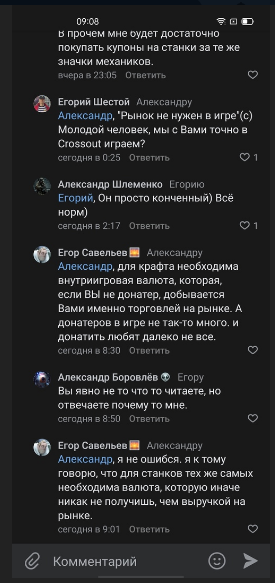 09:08
В прочем мне будет достаточно
покупать купоны на станки за те же
значки механиков.
вчера в 23:05 Ответить
Егорий Шестой Александру
Александр, "Рынок не нужен в игре"(с)
Молодой человек, мы с Вами точно в
Crossout играем?
сегодня в 0:25 Ответить 1
Александр Шлеменко Егорию
Егорий, Он просто конченный) Всё
норм)
сегодня в 2:17 Ответить 1
Егор Савельев Александру
Александр, для крафта необходима
внутриигровая валюта, которая,
если ВЫ не донатер, добывается
Вами именно торговлей на рынке. А
донатеров в игре не так-то много. и
донатить любят далеко не все.
сегодня в 8:30 Ответить
Александр Боровлёв Егору
Вы явно не то что то читаете, но
отвечаете почему то мне.
сегодня в 8:50 Ответить
Егор Савельев Александру
Александр, я не ошибся. я к тому
говорю, что для станков тех же самых
необходима валюта, которую иначе
никак не получишь, чем выручкой на
рынке.
сегодня в 9:01 Ответить
Комментарий